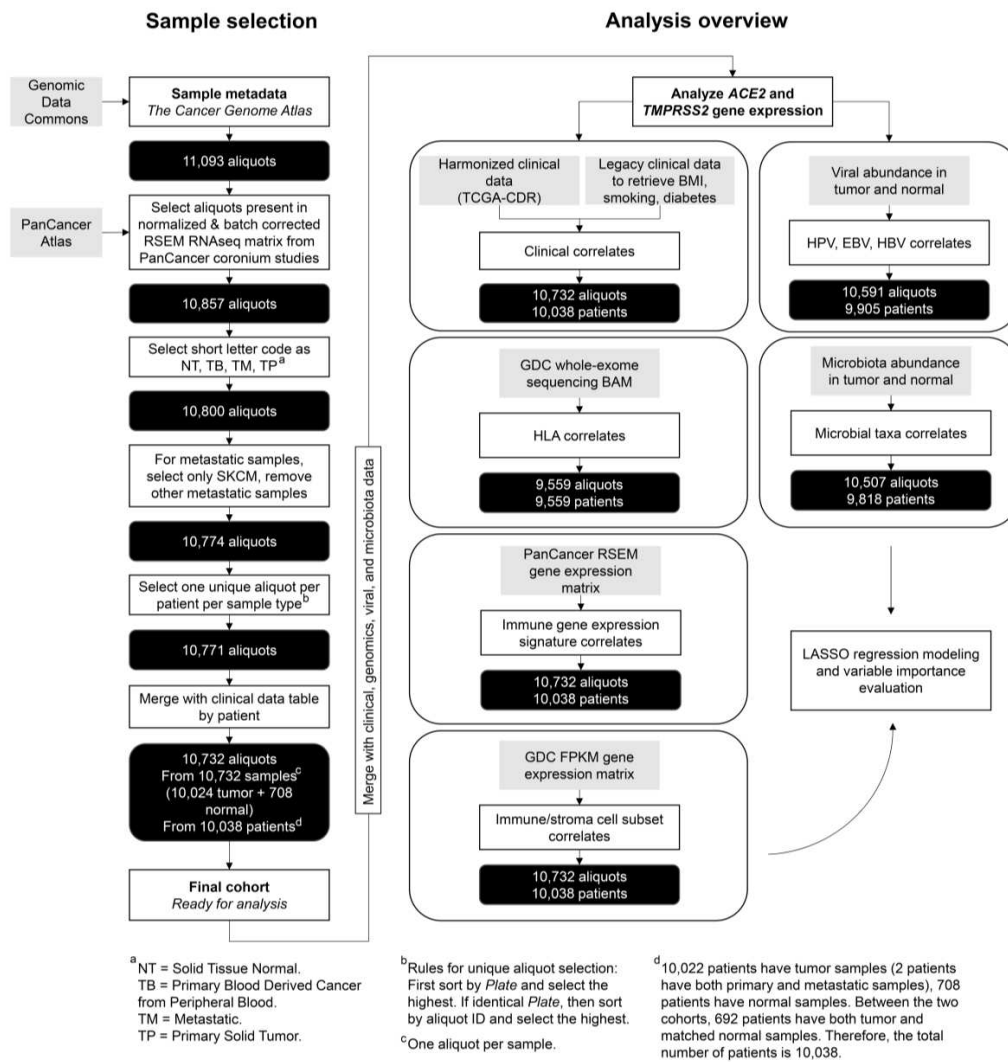 Sample selection
Genomic
Data
Commons
Sample metadata
The Cancer Genome Atlas
11,093 aliquots
PanCancer
Atlas
Select aliquots present in
normalized & batch corrected
RSEM RNAseq matrix from
PanCancer coronium studies
10,857 aliquots
Select short letter code as
NT, TB, TM, TPa
10,800 aliquots
For metastatic samples,
select only SKCM, remove
other metastatic samples
10,774 aliquots
Select one unique aliquot per
patient per sample typeb
10,771 aliquots
Merge with clinical data table
by patient
10,732 aliquots
From 10,732 samplesc
(10,024 tumor + 708
normal)
From 10,038 patientsd
Final cohort
Ready for analysis
Merge with clinical, genomics, viral, and microbiota data
Analysis overview
Analyze ACE2 and
TMPRSS2 gene expression
Harmonized clinical
data
(TCGA-CDR)
Legacy clinical data
to retrieve BMI,
smoking, diabetes
Clinical correlates
10,732 aliquots
10,038 patients
GDC whole-exome
sequencing BAM
HLA correlates
9,559 aliquots
9,559 patients
PanCancer RSEM
gene expression
matrix
Immune gene expression
signature correlates
10,732 aliquots
10,038 patients
GDC FPKM gene
expression matrix
Immune/stroma cell subset
correlates
10,732 aliquots
10,038 patients
Viral abundance in
tumor and normal
HPV, EBV, HBV correlates
10,591 aliquots
9,905 patients
Microbiota abundance
in tumor and normal
Microbial taxa correlates
10,507 aliquots
9,818 patients
LASSO regression modeling
and variable importance
evaluation
a NT = Solid Tissue Normal.
TB = Primary Blood Derived Cancer
from Peripheral Blood.
TM = Metastatic.
TP = Primary Solid Tumor.
b Rules for unique aliquot selection:
First sort by Plate and select the
highest. If identical Plate, then sort
by aliquot ID and select the highest.
c One aliquot per sample.
d 10,022 patients have tumor samples (2 patients
have both primary and metastatic samples), 708
patients have normal samples. Between the two
cohorts, 692 patients have both tumor and
matched normal samples. Therefore, the total
number of patients is 10,038.